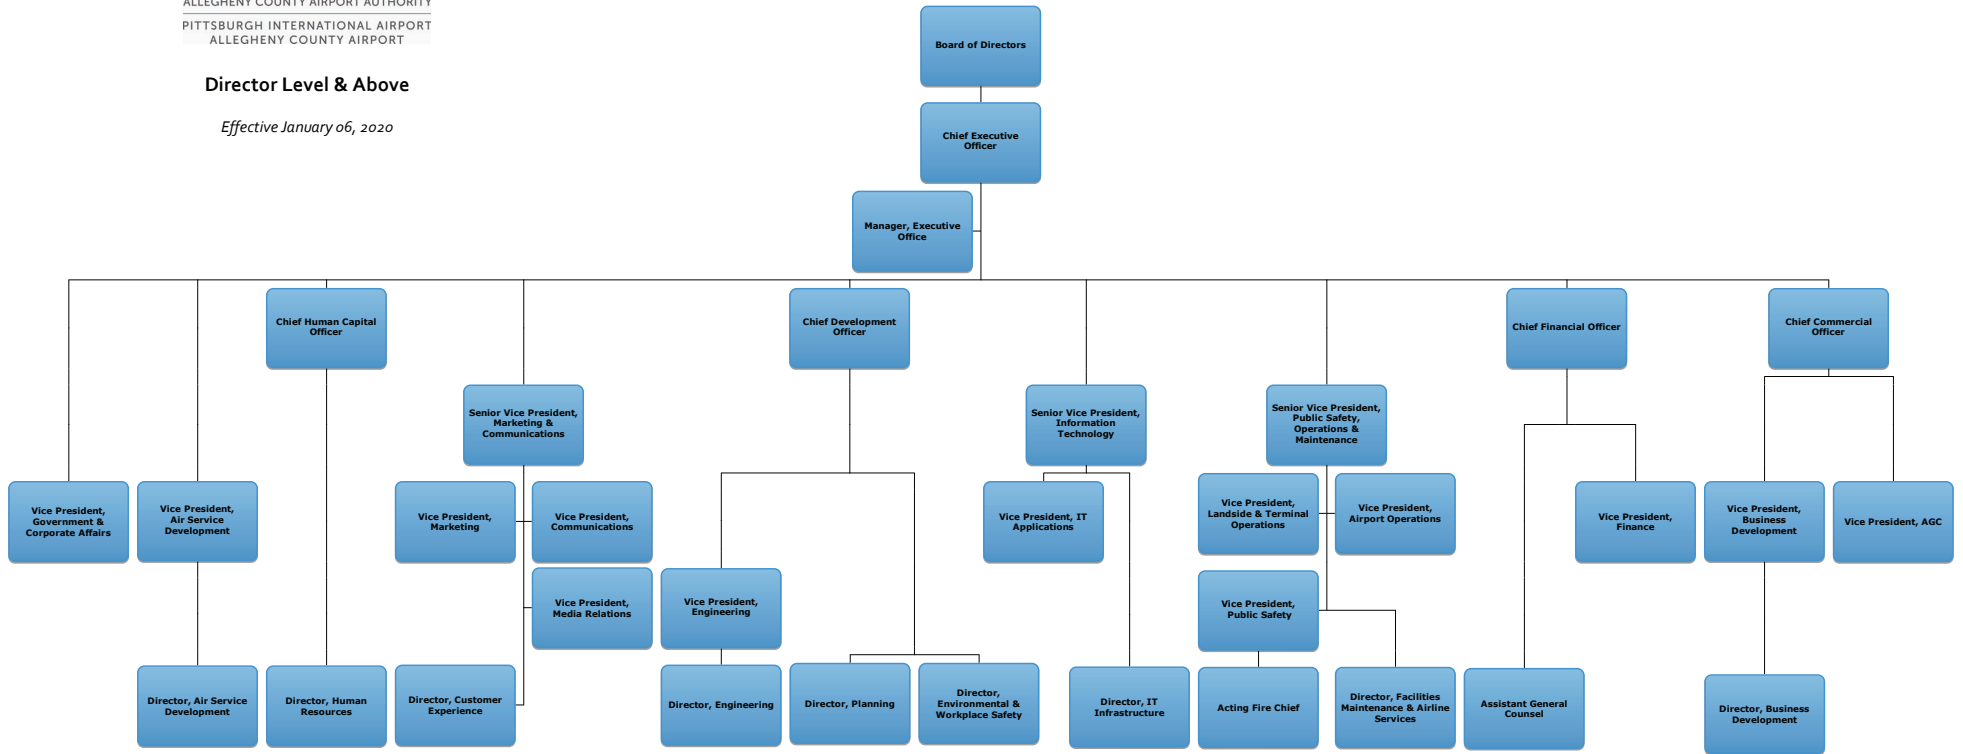 ALLEGHENY COUNTY AIRPORT AUTHORITY
PITTSBURGH INTERNATIONAL AIRPORT
ALLEGHENY COUNTY AIRPORT
Director Level & Above
Effective January 06, 2020
Board of Directors
Chief Executive
Officer
Manager, Executive
Office
Chief Human Capital
Officer
Chief Development
Officer
Chief Financial Officer
Chief Commercial
Officer
Senior Vice President,
Marketing &
Communications
Senior Vice President,
Information
Technology
Senior Vice President,
Public Safety,
Operations &
Maintenance
Vice President,
Government &
Corporate Affairs
Vice President,
Air Service
Development
Vice President,
Marketing
Vice President,
Communications
Vice President, IT
Applications
Vice President,
Landside & Terminal
Operations
Vice President,
Airport Operations
Vice President,
Finance
Vice President,
Business
Development
Vice President, AGC
Vice President,
Media Relations
Vice President,
Engineering
Vice President,
Public Safety
Director, Air Service
Development
Director, Human
Resources
Director, Customer
Experience
Director, Engineering
Director, Planning
Director,
Environmental &
Workplace Safety
Director, IT
Infrastructure
Acting Fire Chief
Director, Facilities
Maintenance & Airline
Services
Assistant General
Counsel
Director, Business
Development